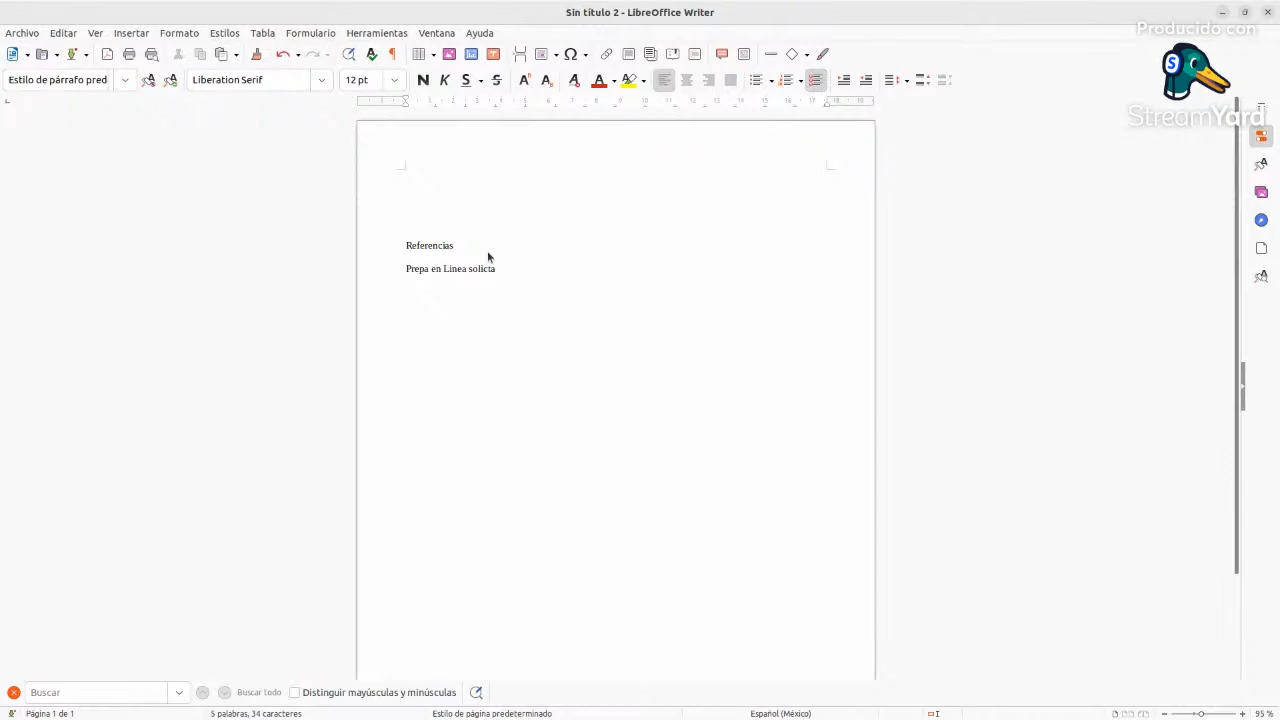 Sin título 2 - LibreOffice Writer
Producido con
StreamYard
Archivo Editar Ver Insertar Formato Estilos Tabla Formulario Herramientas Ventana Ayuda
Estilo de párrafo pred Liberation Serif 12 pt N K S S
Referencias
Prepa en Linea solicta
Buscar Buscar todo Distinguir mayúsculas y minúsculas
Página 1 de 1 5 palabras, 34 caracteres Estilo de página predeterminado Español (México) 95 %